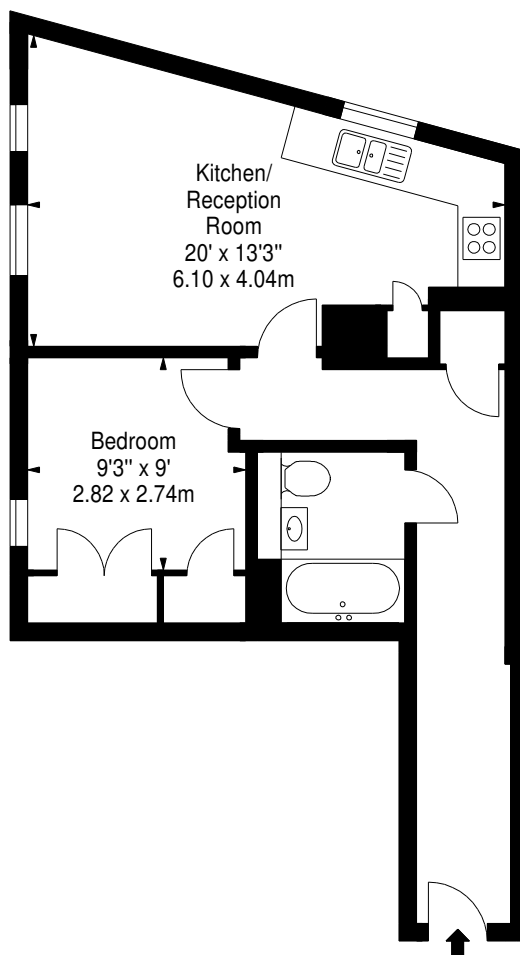 Kitchen/
Reception
Room
20' x 13'3"
6.10 x 4.04m
Bedroom
9'3" x 9'
2.82 x 2.74m